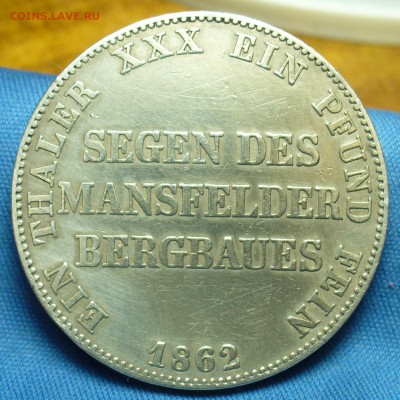 COINS.LAVE.RU
EIN THALER XXX EIN PFUND FEIN
SEGEN DES
MANSFELDER
BERGBAUES
1862